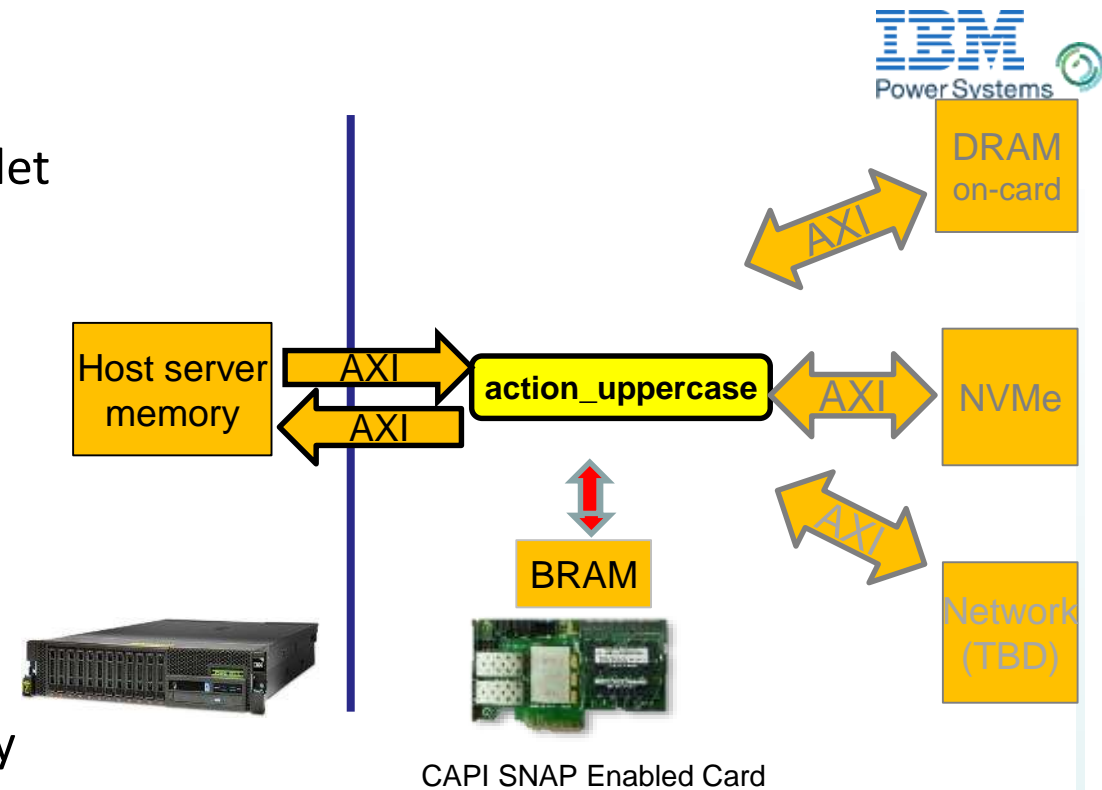 IBM
Power Systems
let
DRAM
on-card
AXI
Host server
memory
AXI
AXI
action_uppercase
AXI
NVMe
AXI
BRAM
Network
(TBD)
y
CAPI SNAP Enabled Card